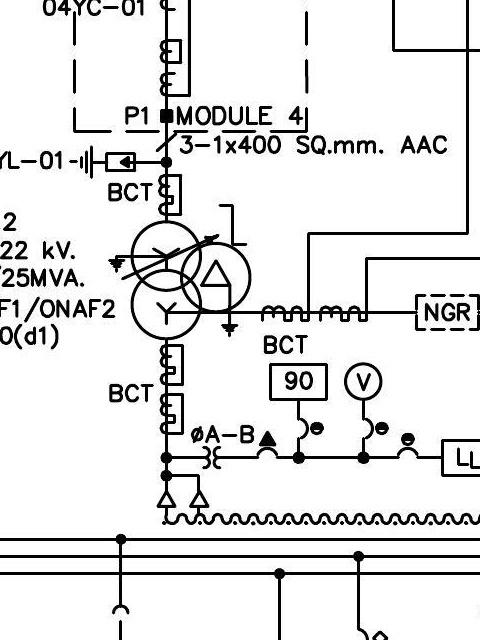 04YC-01
P1 MODULE 4
3-1x400 SQ.mm. AAC
YL-01
BCT
2
22 kV.
/25MVA.
F1/ONAF2
0(d1)
NGR
BCT
90
V
BCT
øA-B
LL